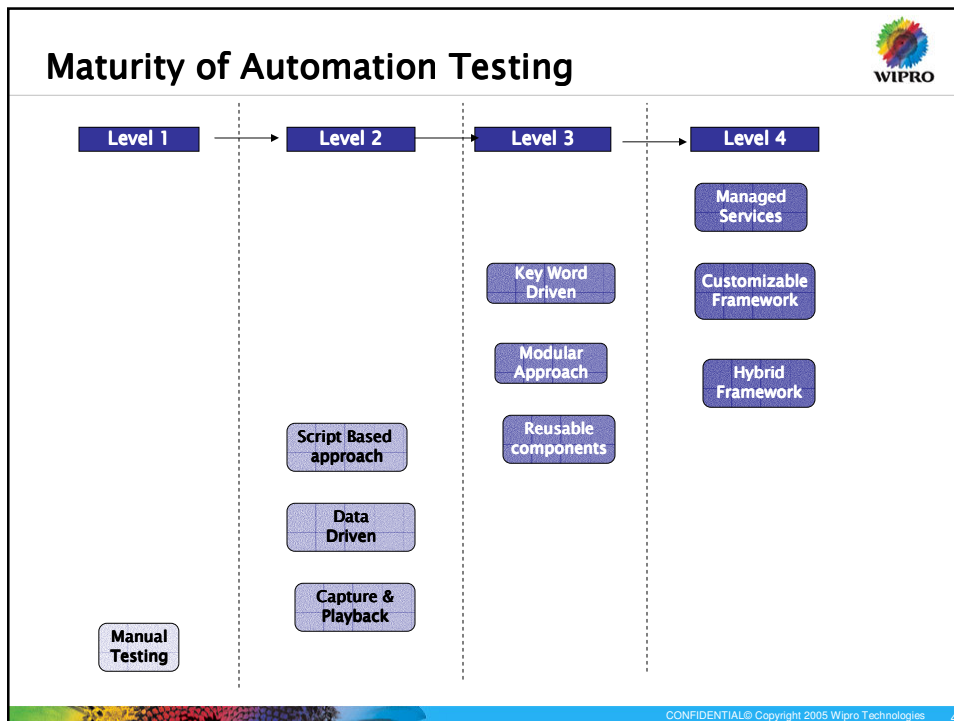 Maturity of Automation Testing
WIPRO
Level 1
Level 2
Level 3
Level 4
Managed
Services
Key Word
Driven
Customizable
Framework
Modular
Approach
Hybrid
Framework
Reusable
components
Script Based
approach
Data
Driven
Capture &
Playback
Manual
Testing
CONFIDENTIAL© Copyright 2005 Wipro Technologies